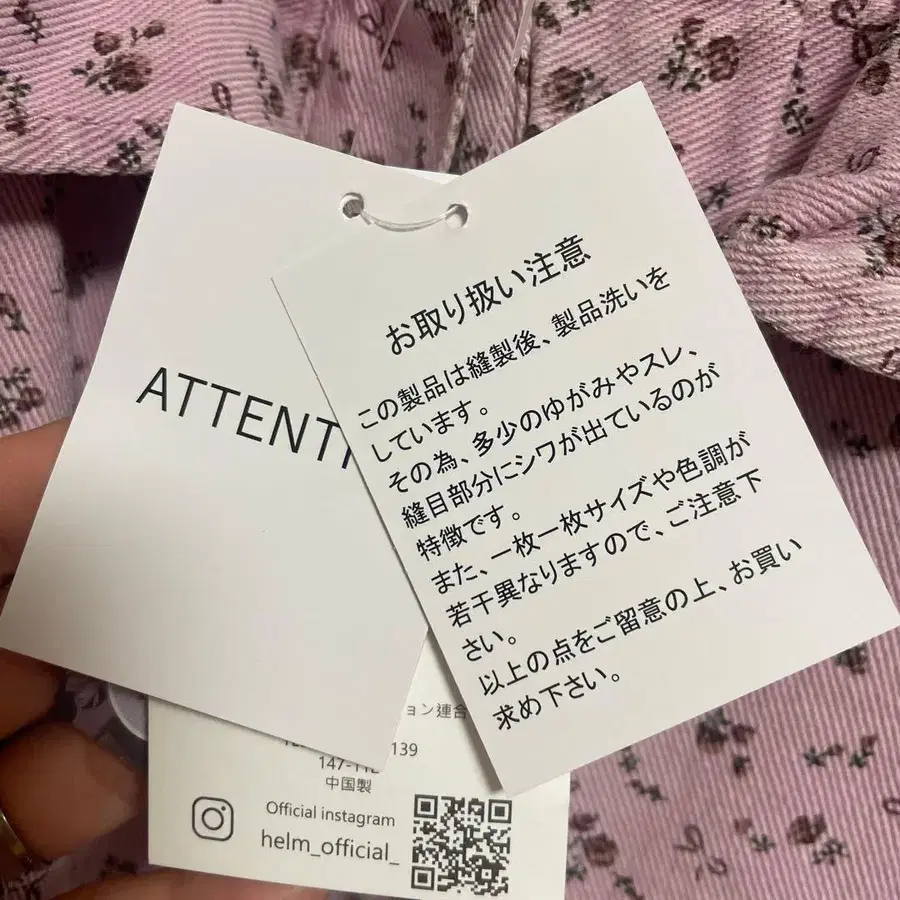 ATTENT
お取り扱い注意
この製品は縫製後、製品洗いを
しています。
その為、多少のゆがみやスレ、
縫目部分にシワが出ているのが
特徴です。
また、一枚一枚サイズや色調が
若干異なりますので、ご注意下
さい。
以上の点をご留意の上、お買い
求め下さい。
ョン連合
139
中国製
Official instagram
helm_official_